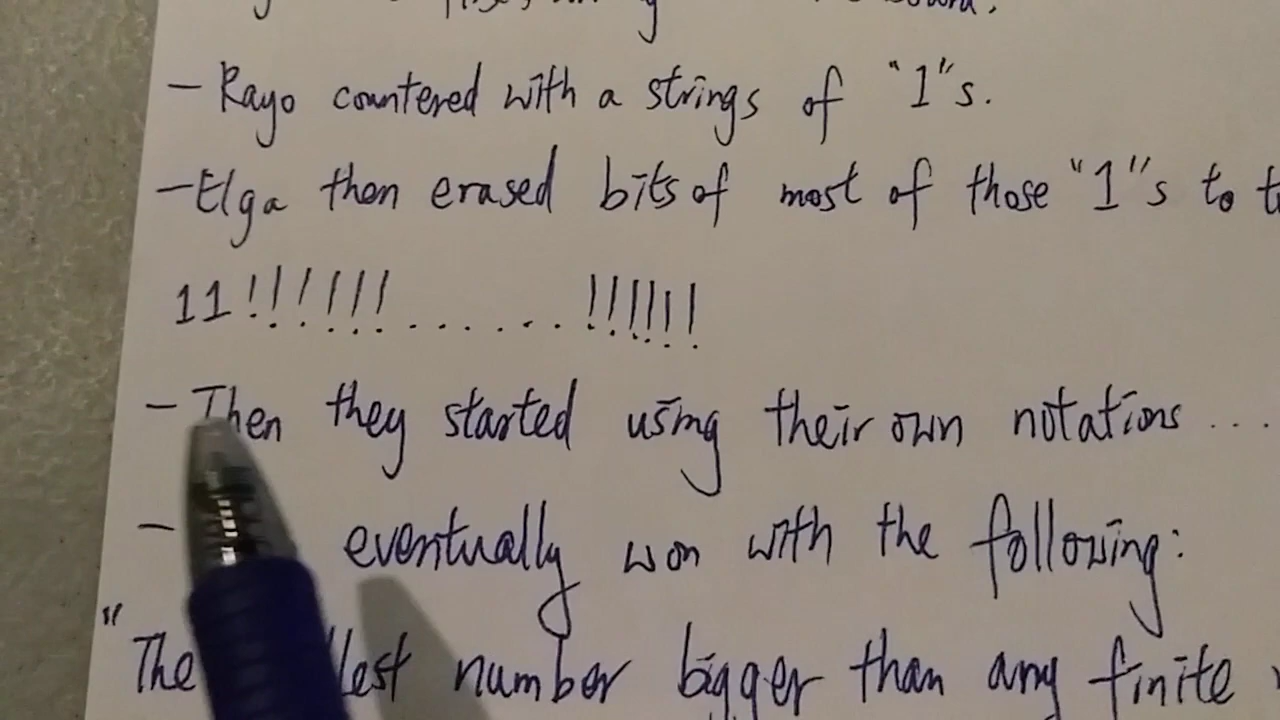 - Rayo countered with a strings of "1"s.
- Elga then erased bits of most of those "1"s to
11!!!!!!.......!!!!!!
- Then they started using their own notations ....
- eventually won with the following:
"The number bigger than any finite